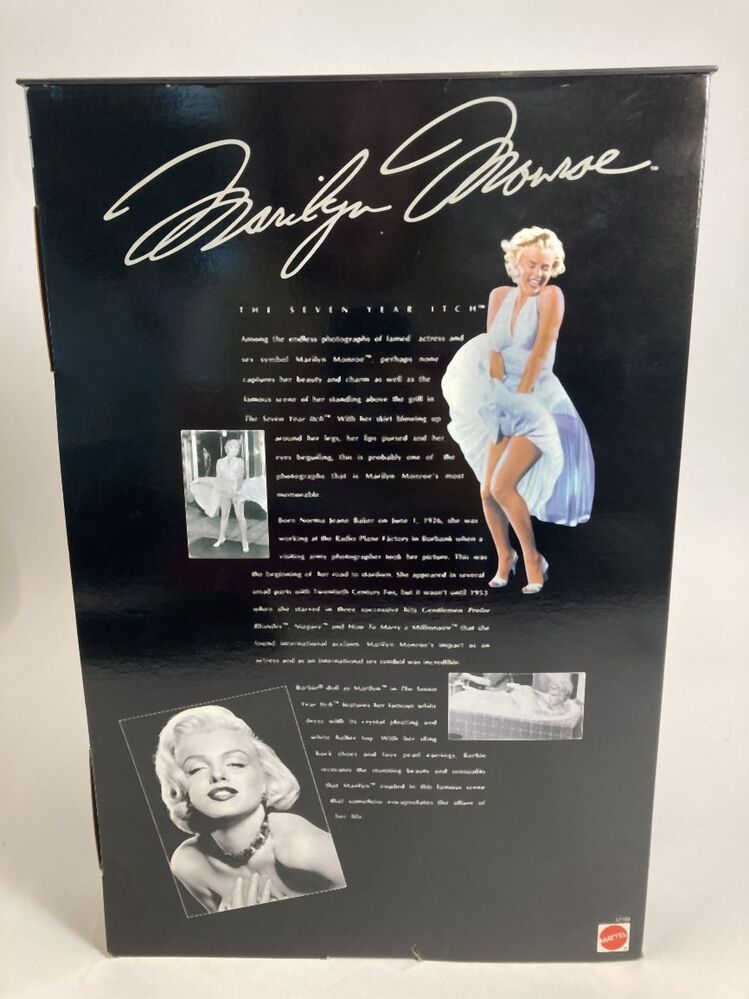 Marilyn Monroe™
THE SEVEN YEAR ITCH™
Among the endless photographs of famed actress and
sex symbol Marilyn Monroe™, perhaps none
captures her beauty and charm as well as the
famous scene of her standing above the grill in
The Seven Year Itch™ With her skirt blowing up
around her legs, her lips pursed and her
eyes beguiling, this is probably one of the
photographs that is Marilyn Monroe's most
memorable.
Born Norma Jeane Baker on June 1, 1926, she was
working at the Radio Plane Factory in Burbank when a
visiting army photographer took her picture. This was
the beginning of her road to stardom. She appeared in several
small parts with Twentieth Century Fox, but it wasn't until 1953
when she starred in three successive hits Gentlemen Prefer
Blondes™, Niagara™ and How To Marry a Millionaire™ that she
found international acclaim. Marilyn Monroe's impact as an
actress and as an international sex symbol was incredible.
Barbie® doll as Marilyn™ in The Seven
Year Itch™ features her famous white
dress with its crystal pleating and
white halter top. With her sling
back shoes and faux pearl earrings, Barbie
recreates the stunning beauty and sensuality
that Marilyn™ exuded in this famous scene
that somehow encapsulates the allure of
her life.
MATTEL